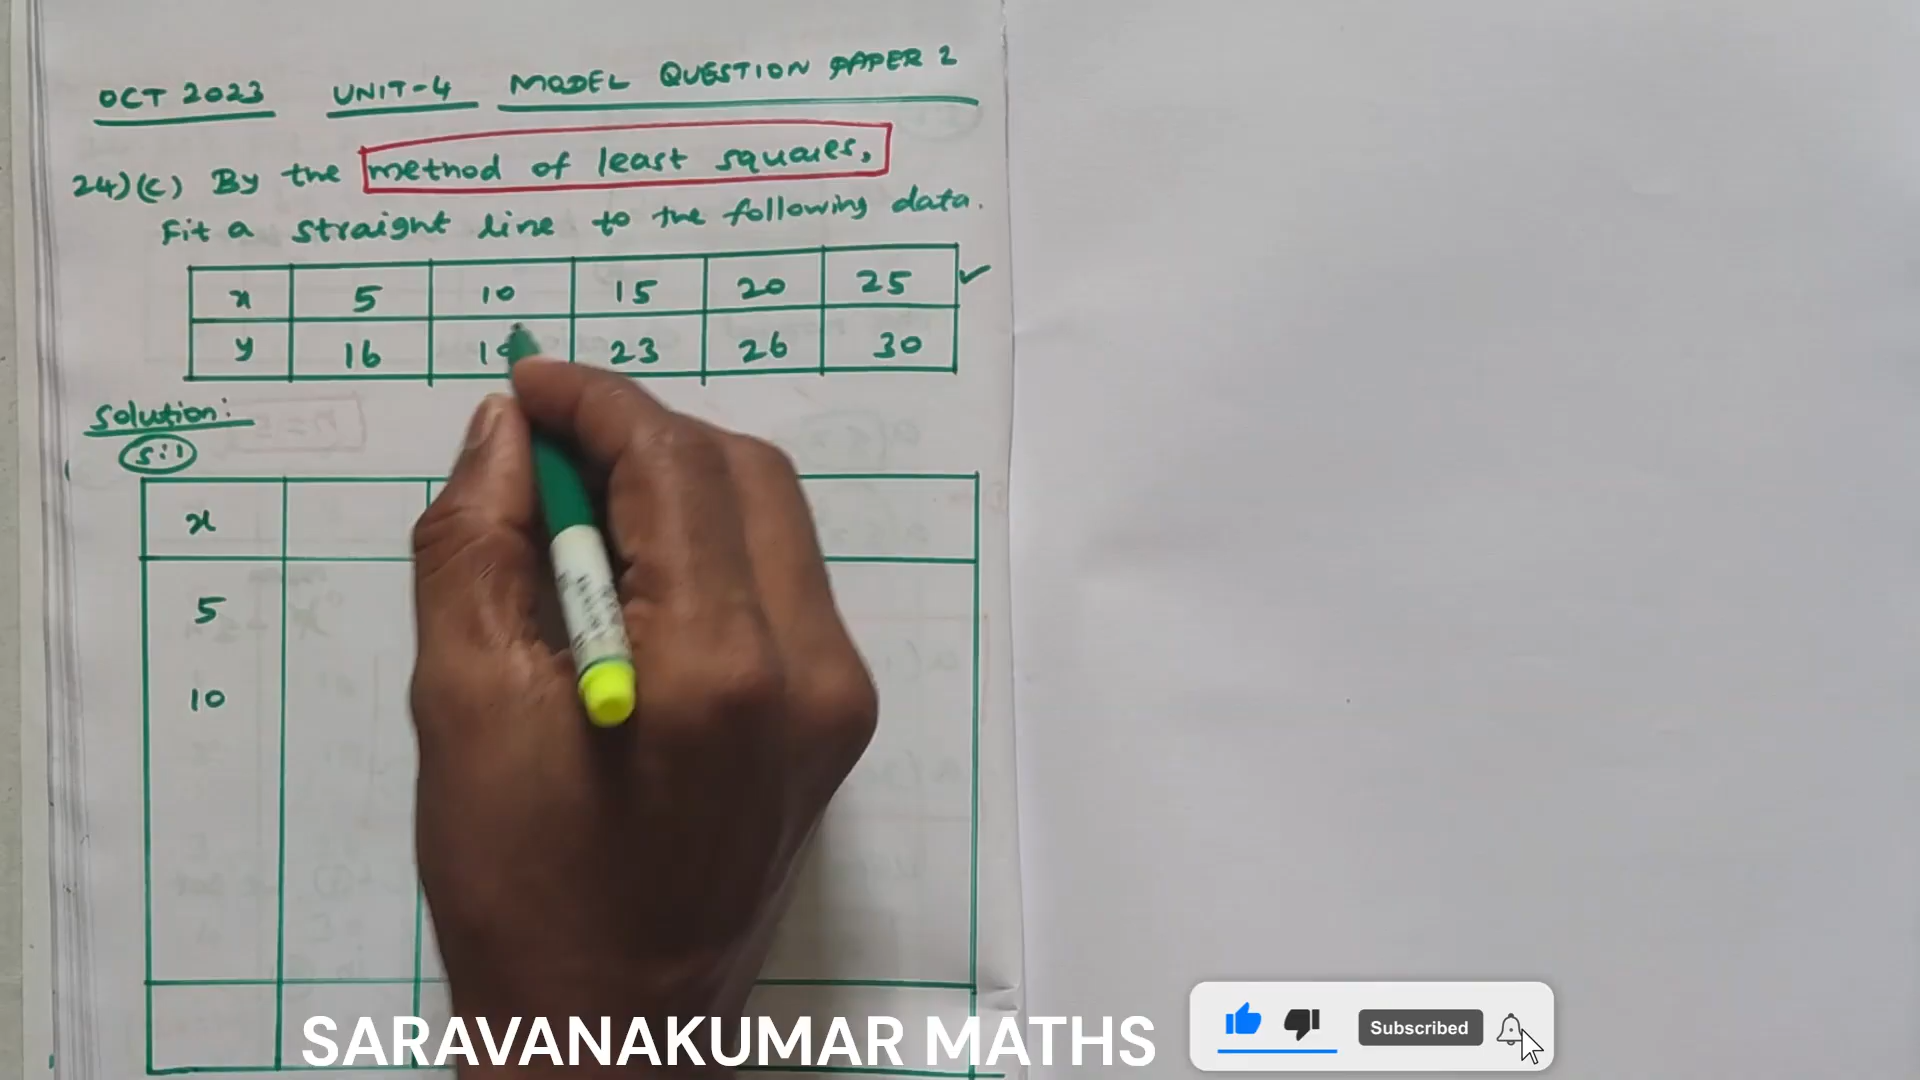 OCT 2023 UNIT-4 MODEL QUESTION PAPER 2
24)(c) By the method of least squares,
Fit a straight line to the following data.
x 5 10 15 20 25
y 16 23 26 30
Solution:
S:1
x
5
10
SARAVANAKUMAR MATHS
Subscribed